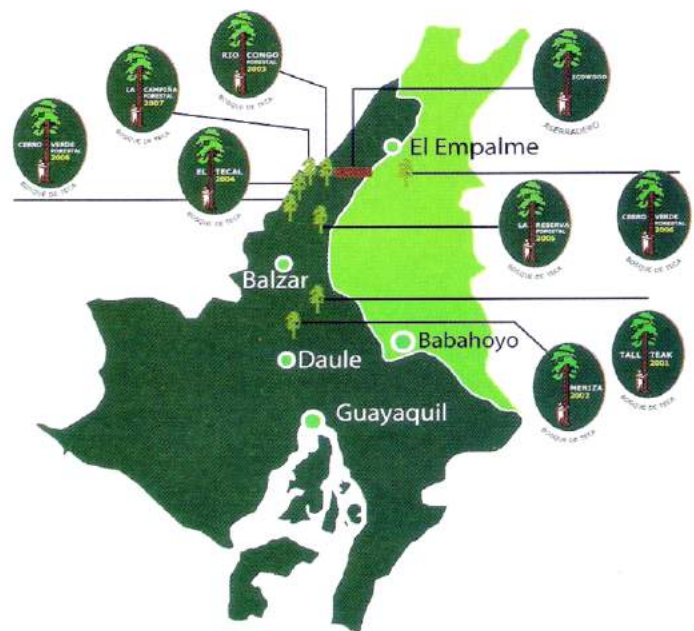 RIO CONGO
FORESTAL
2003
BOSQUE DE TECA
LA CAMPIÑA
FORESTAL
2007
BOSQUE DE TECA
ECOWOOD
ASERRADERO
CERRO VERDE
FORESTAL
BOSQUE DE TECA
EL TECAL
2004
BOSQUE DE TECA
El Empalme
LA RESERVA
FORESTAL
2005
BOSQUE DE TECA
CERRO VERDE
FORESTAL
2006
BOSQUE DE TECA
Balzar
Babahoyo
Daule
TALL TEAK
2001
BOSQUE DE TECA
MERIZA
2002
BOSQUE DE TECA
Guayaquil